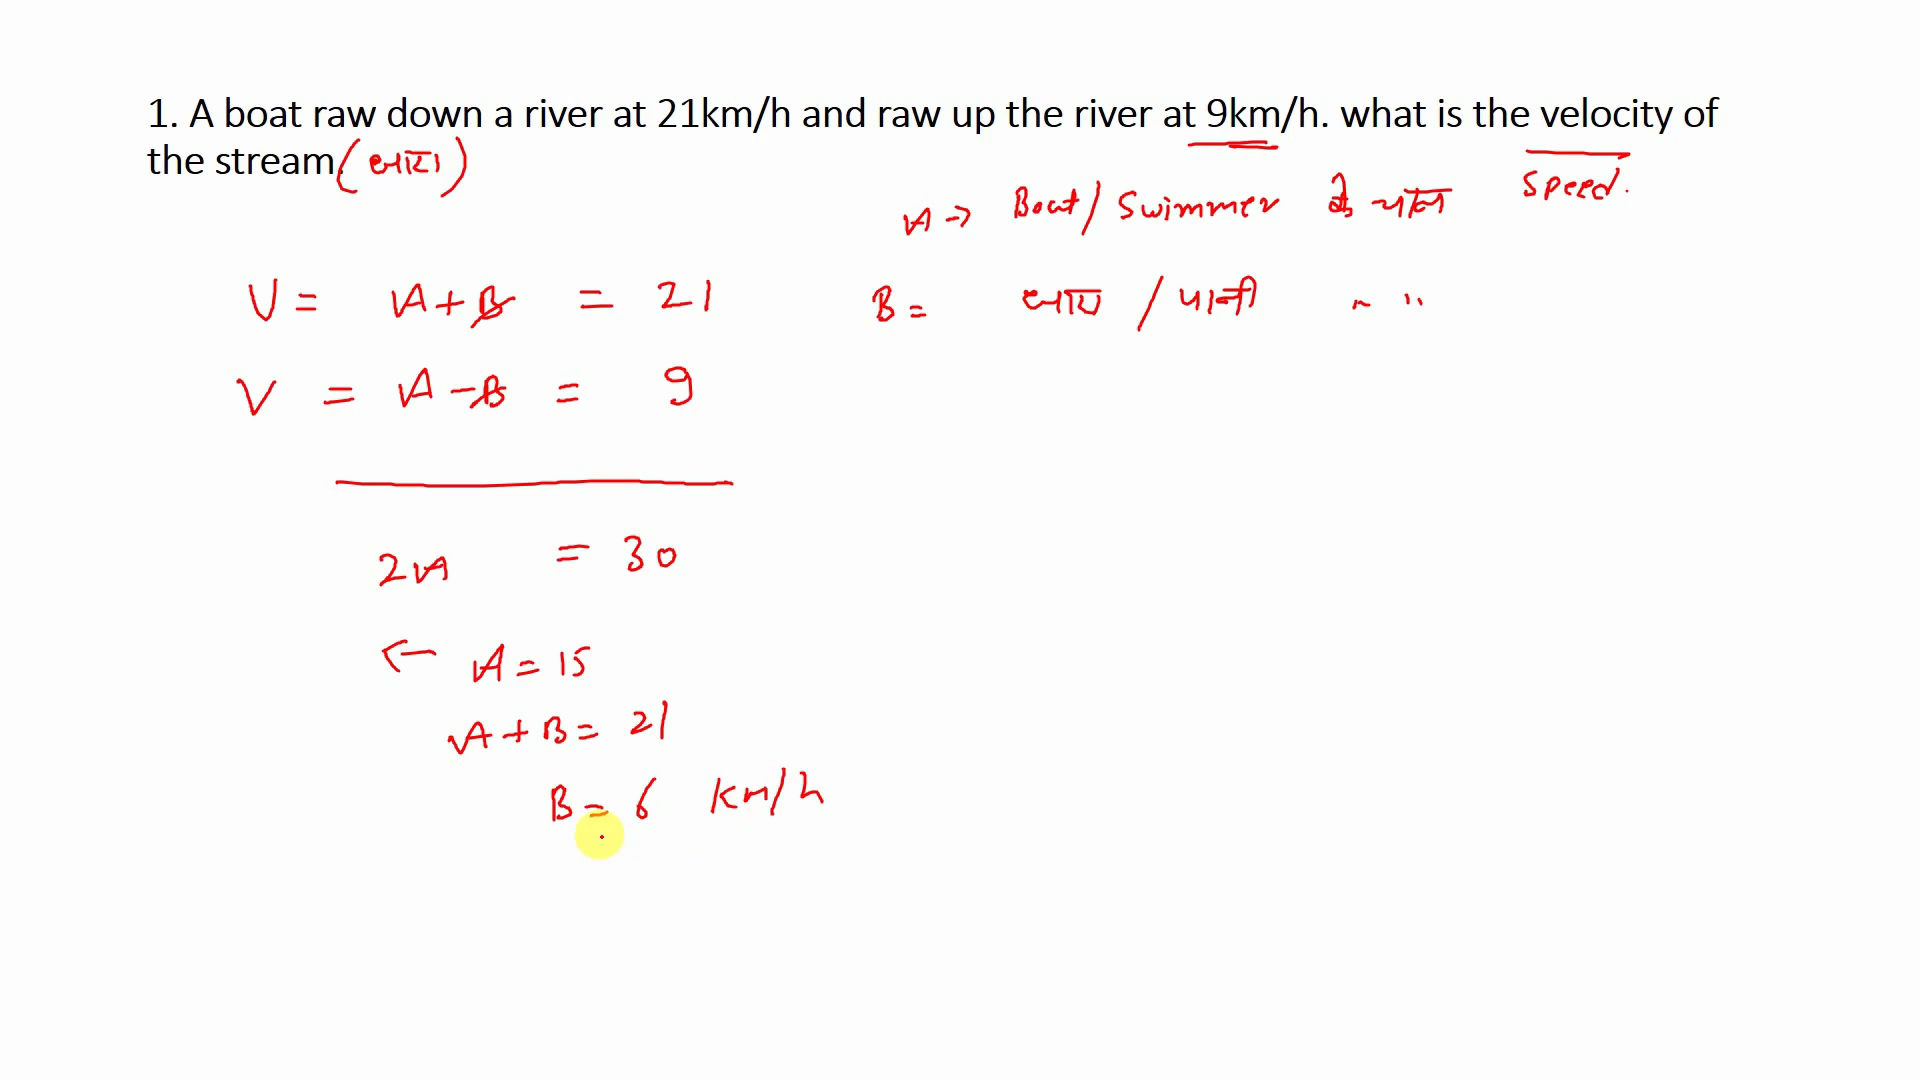 1. A boat raw down a river at 21km/h and raw up the river at 9km/h. what is the velocity of
the stream. (धारा)
speed.
A → Boat / Swimmer के चाल
V = A + B = 21
B = धारा / पानी " "
V = A - B = 9
2A = 30
← A = 15
A + B = 21
B = 6 km/h